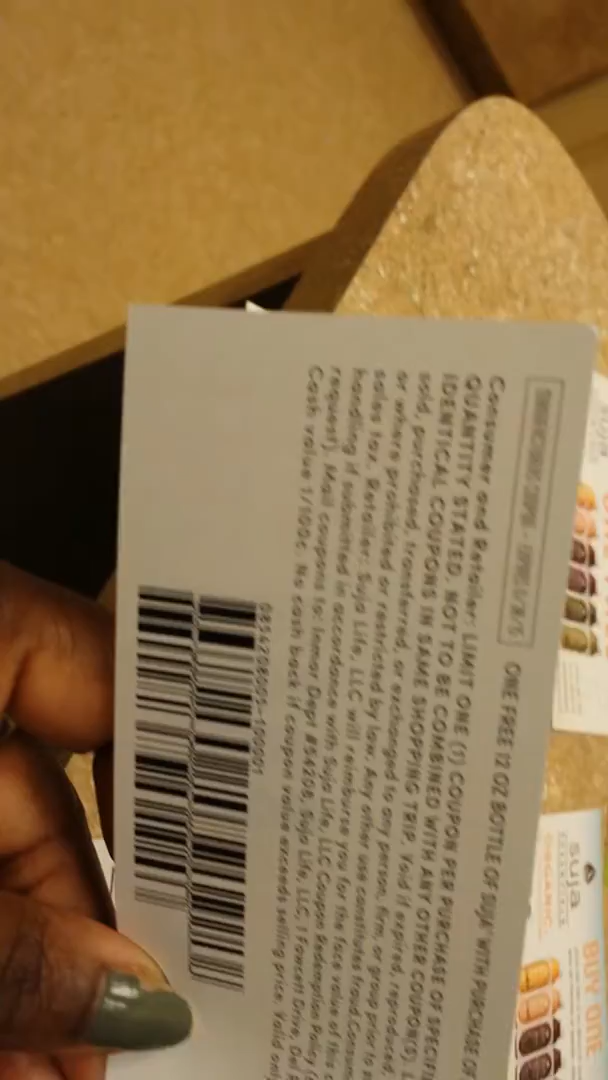 ONE FREE 12 OZ BOTTLE OF SUJA® WITH PURCHASE OF
Consumer and Retailer: LIMIT ONE (1) COUPON PER PURCHASE OF SPECIF
QUANTITY STATED. NOT TO BE COMBINED WITH ANY OTHER COUPON(S). L
IDENTICAL COUPONS IN SAME SHOPPING TRIP. Void if expired, reproduced,
sold, purchased, transferred, or exchanged to any person, firm, or group prior to s
or where prohibited or restricted by law. Any other use constitutes fraud. Consum
sales tax. Retailer: Suja Life, LLC will reimburse you for the face value of this c
handling if submitted in accordance with Suja Life, LLC Coupon Redemption Policy (
request). Mail coupons to: Inmar Dept #54208, Suja Life, LLC, 1 Fawcett Drive, Del R
Cash value 1/100¢. No cash back if coupon value exceeds selling price. Valid onl
suja
ORGANIC
BUY ONE